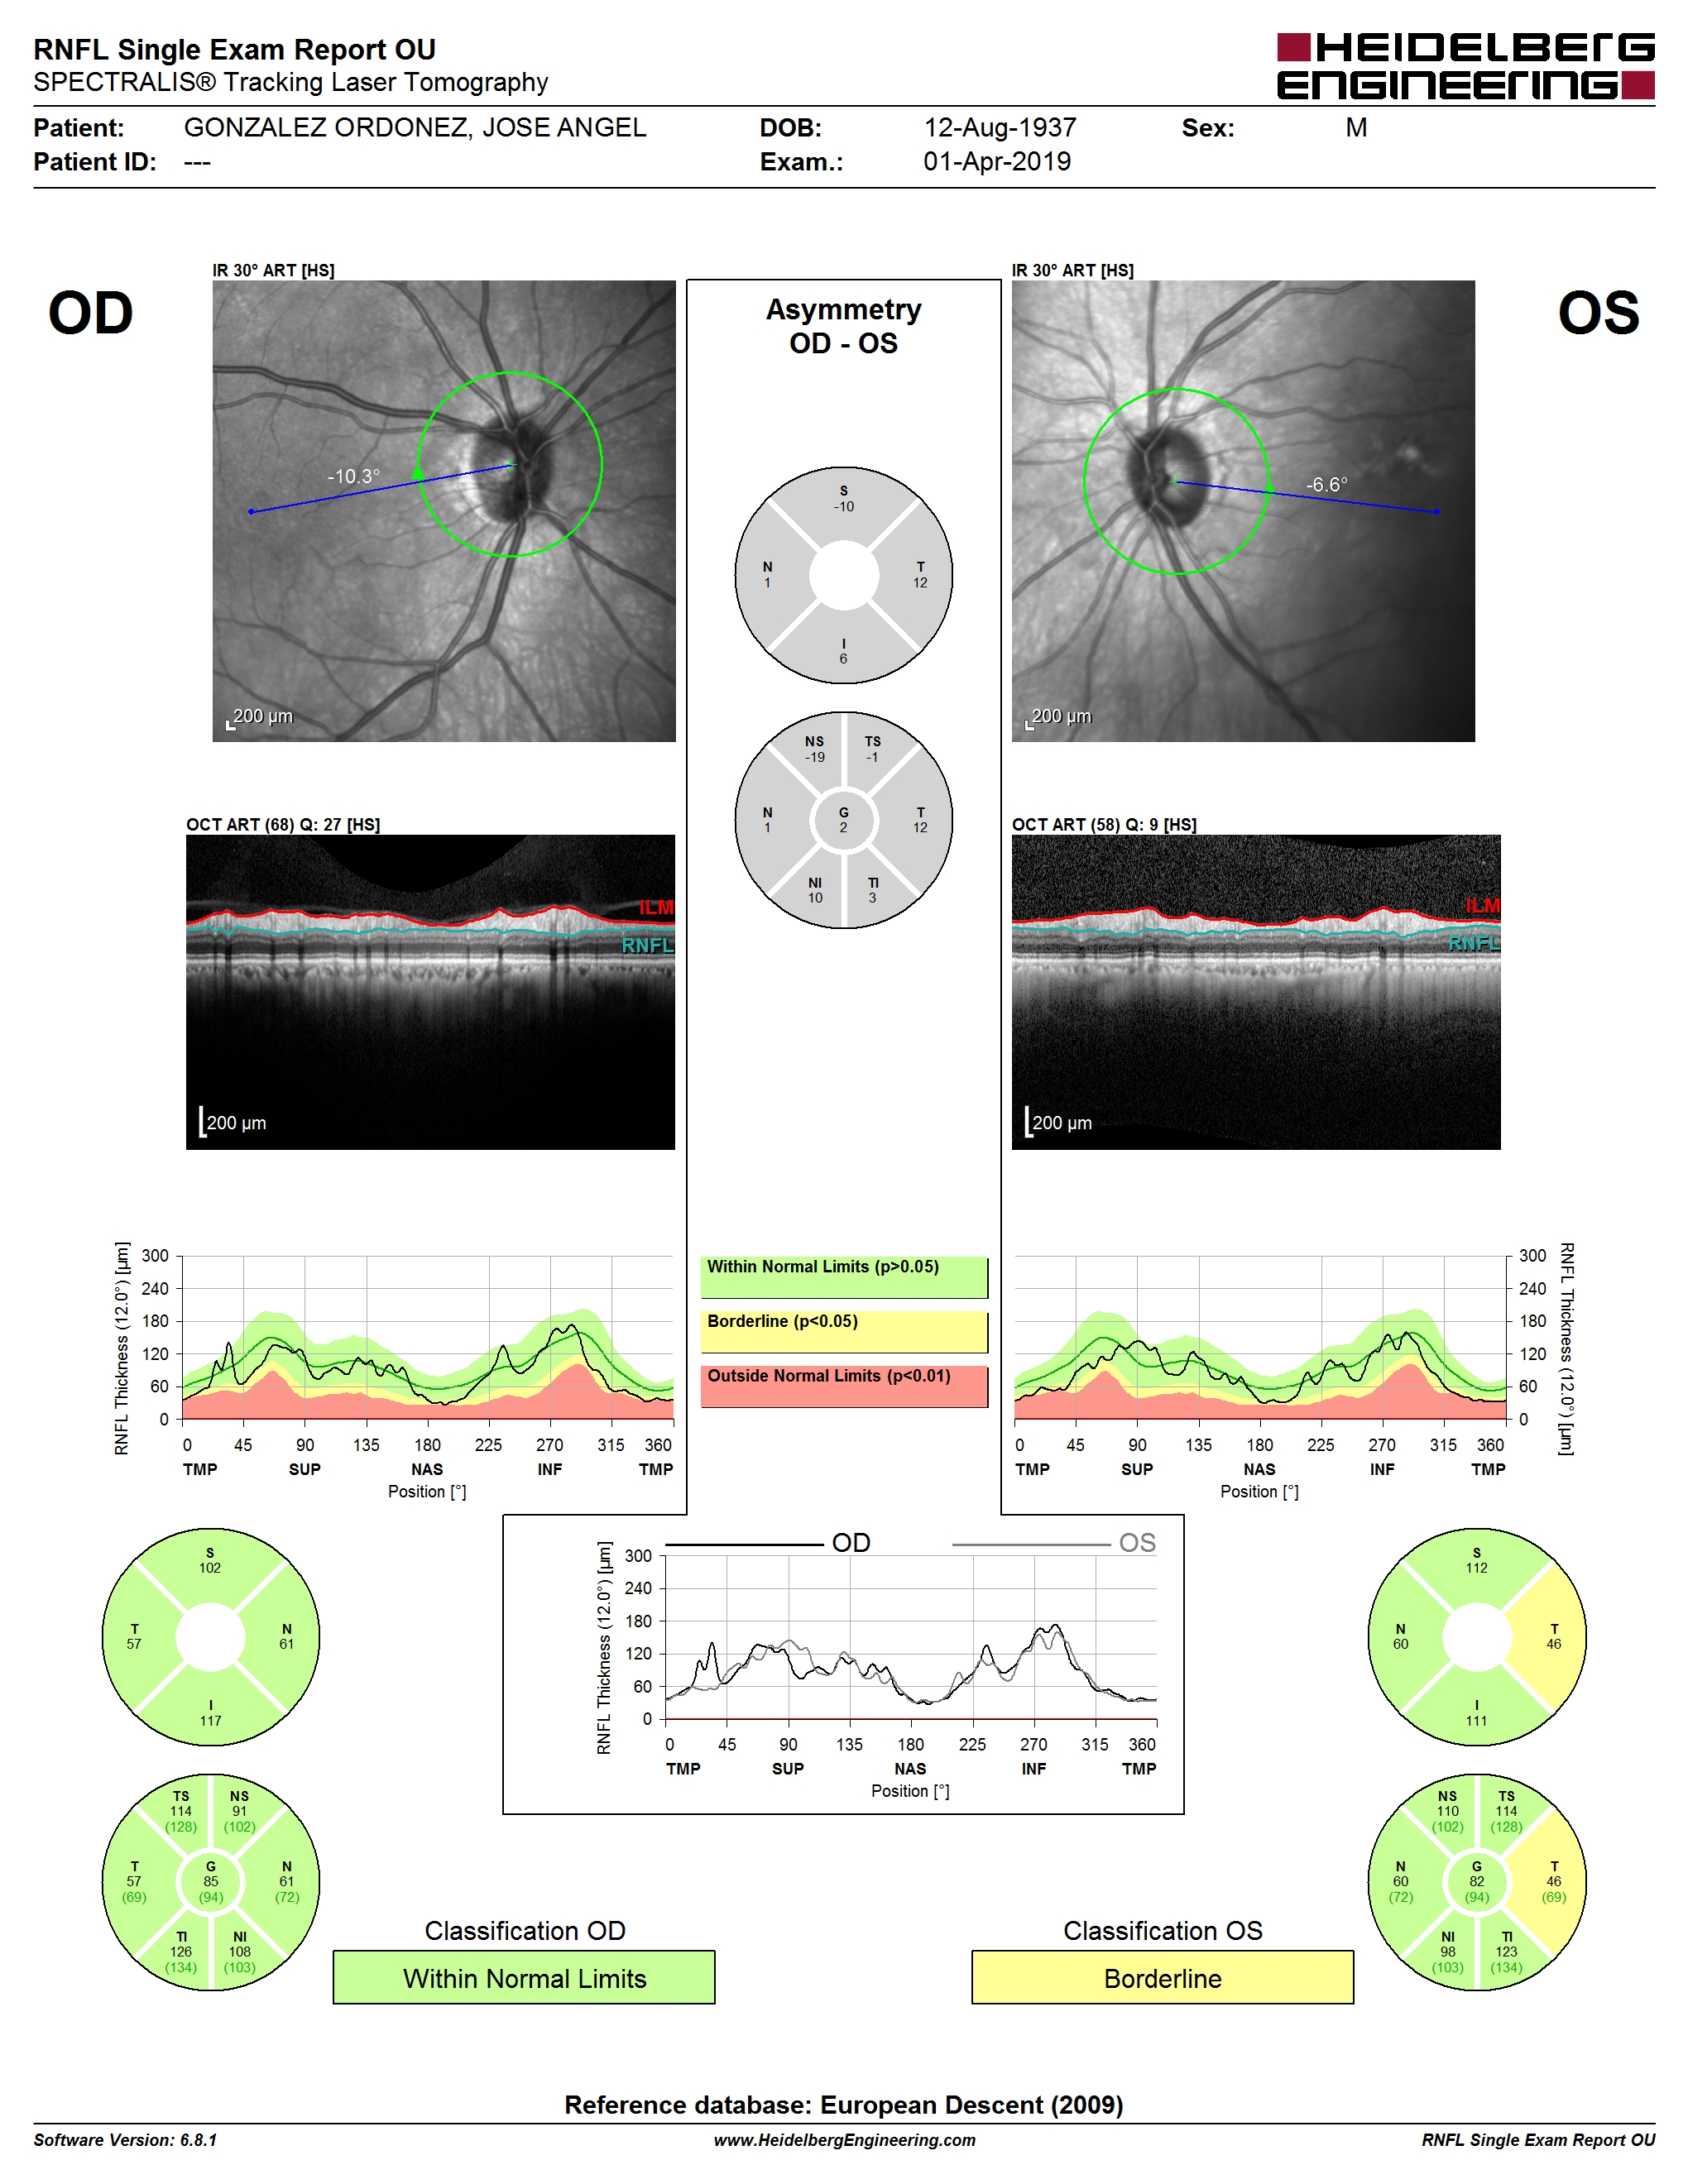 RNFL Single Exam Report OU
SPECTRALIS® Tracking Laser Tomography
HEIDELBERG
ENGINEERING
Patient: GONZALEZ ORDONEZ, JOSE ANGEL DOB: 12-Aug-1937 Sex: M
Patient ID: --- Exam.: 01-Apr-2019
OD
IR 30° ART [HS]
-10.3°
200 µm
Asymmetry
OD - OS
S
-10
N
1
T
12
I
6
NS
-19
TS
-1
N
1
G
2
T
12
NI
10
TI
3
IR 30° ART [HS]
OS
-6.6°
200 µm
OCT ART (68) Q: 27 [HS]
ILM
RNFL
200 µm
OCT ART (58) Q: 9 [HS]
ILM
RNFL
200 µm
RNFL Thickness (12.0°) [µm]
300
240
180
120
60
0
0 45 90 135 180 225 270 315 360
TMP SUP NAS INF TMP
Position [°]
Within Normal Limits (p>0.05)
Borderline (p<0.05)
Outside Normal Limits (p<0.01)
300
240
180
120
60
0
RNFL Thickness (12.0°) [µm]
0 45 90 135 180 225 270 315 360
TMP SUP NAS INF TMP
Position [°]
S
102
T
57
N
61
I
117
OD OS
RNFL Thickness (12.0°) [µm]
300
240
180
120
60
0
0 45 90 135 180 225 270 315 360
TMP SUP NAS INF TMP
Position [°]
S
112
N
60
T
46
I
111
TS
114
(128)
NS
91
(102)
T
57
(69)
G
85
(94)
N
61
(72)
TI
126
(134)
NI
108
(103)
Classification OD
Within Normal Limits
Classification OS
Borderline
NS
110
(102)
TS
114
(128)
N
60
(72)
G
82
(94)
T
46
(69)
NI
98
(103)
TI
123
(134)
Reference database: European Descent (2009)
Software Version: 6.8.1 www.HeidelbergEngineering.com RNFL Single Exam Report OU